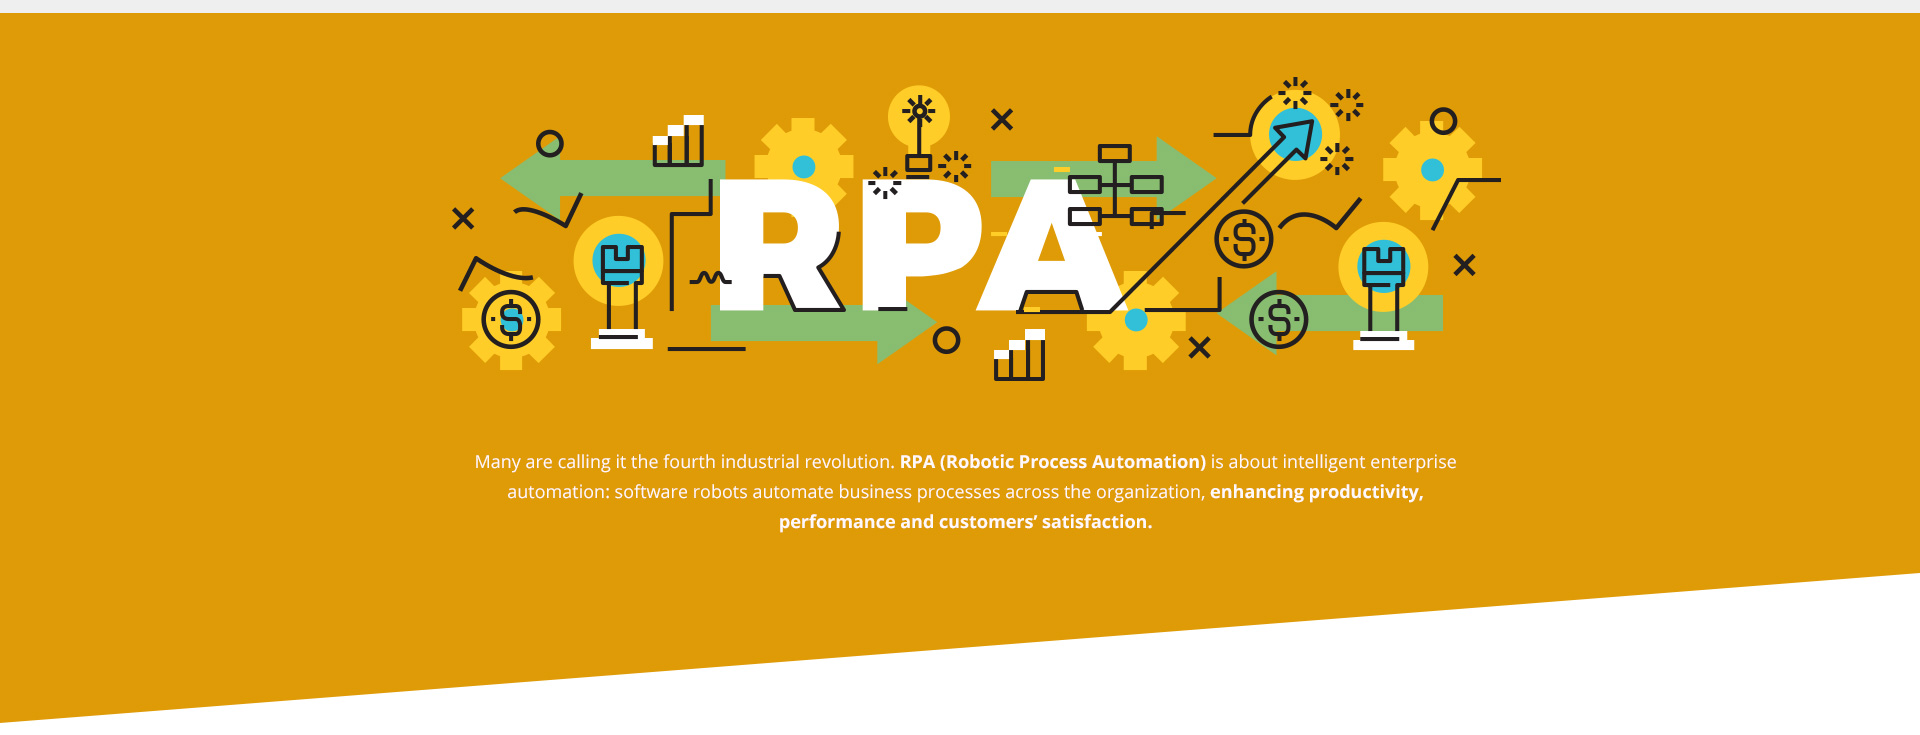 RPA
Many are calling it the fourth industrial revolution. RPA (Robotic Process Automation) is about intelligent enterprise
automation: software robots automate business processes across the organization, enhancing productivity,
performance and customers’ satisfaction.